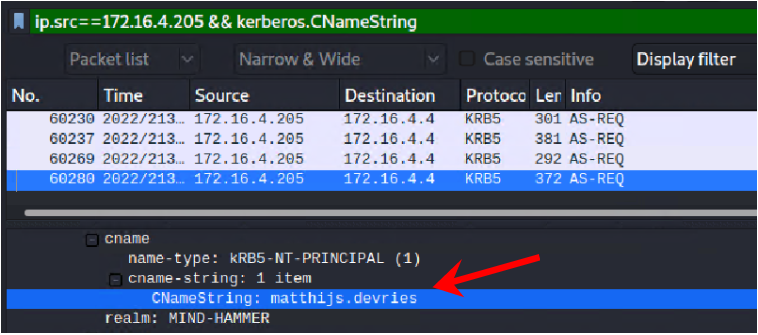 ip.src==172.16.4.205 && kerberos.CNameString
Packet list Narrow & Wide Case sensitive Display filter
No. Time Source Destination Protoco Ler Info
60230 2022/213... 172.16.4.205 172.16.4.4 KRB5 301 AS-REQ
60237 2022/213... 172.16.4.205 172.16.4.4 KRB5 381 AS-REQ
60269 2022/213... 172.16.4.205 172.16.4.4 KRB5 292 AS-REQ
60280 2022/213... 172.16.4.205 172.16.4.4 KRB5 372 AS-REQ
cname
name-type: kRB5-NT-PRINCIPAL (1)
cname-string: 1 item
CNameString: matthijs.devries
realm: MIND-HAMMER